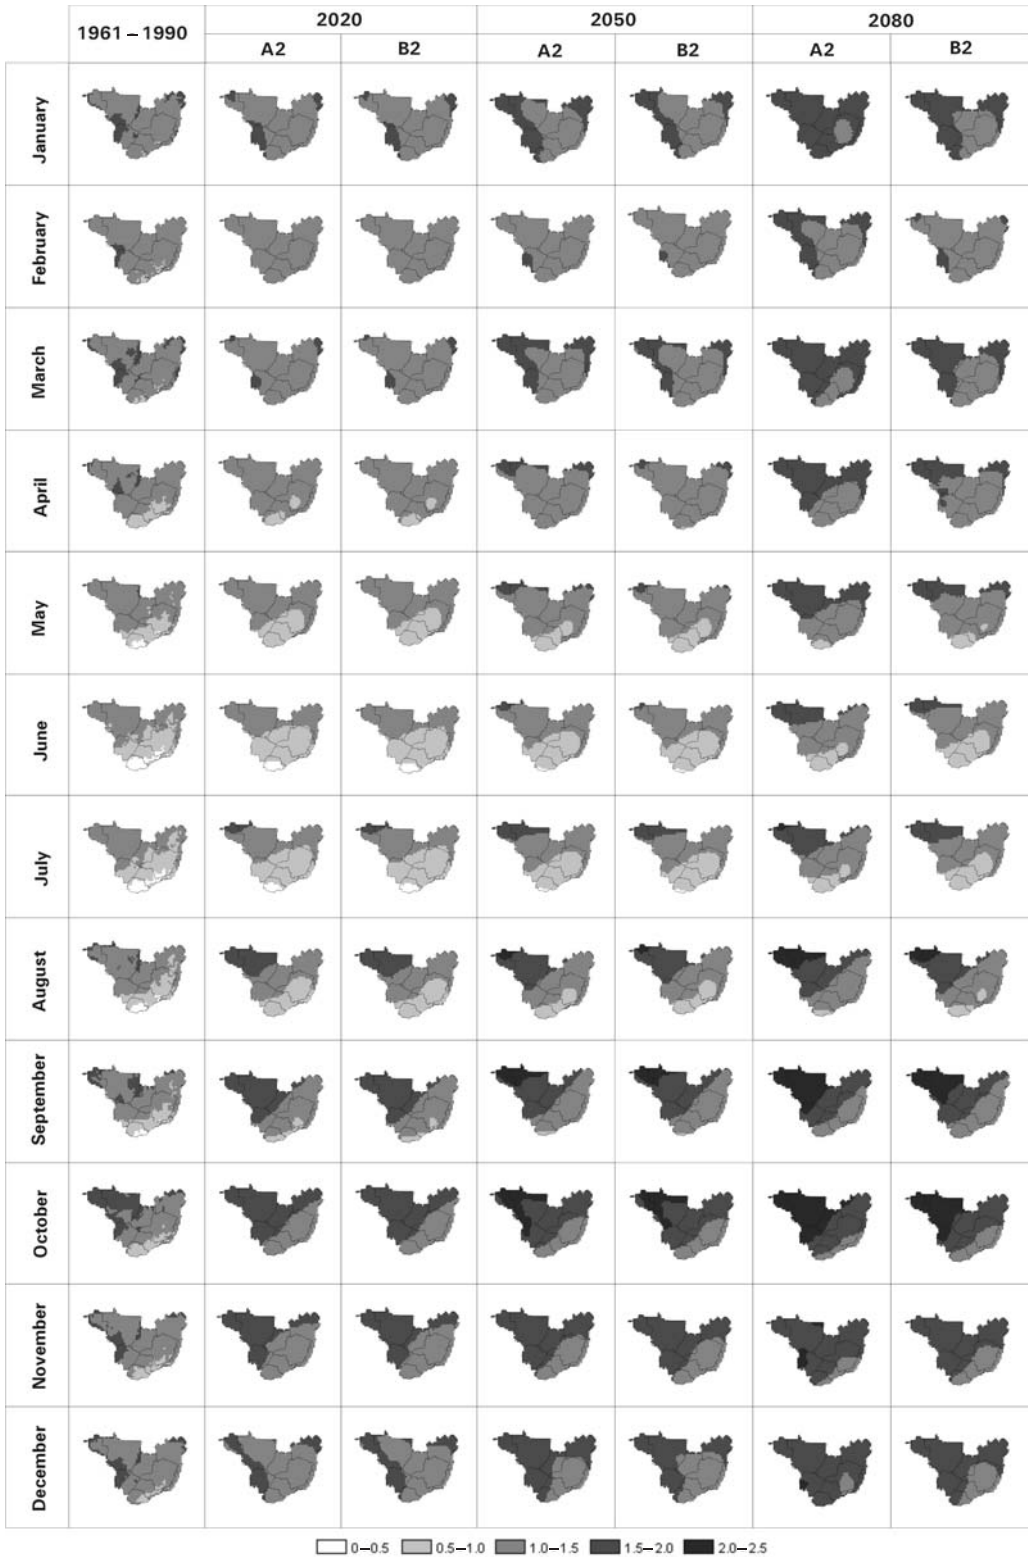 1961 – 1990 2020 2050 2080
A2 B2 A2 B2 A2 B2
January
February
March
April
May
June
July
August
September
October
November
December
0–0.5 0.5–1.0 1.0–1.5 1.5–2.0 2.0–2.5